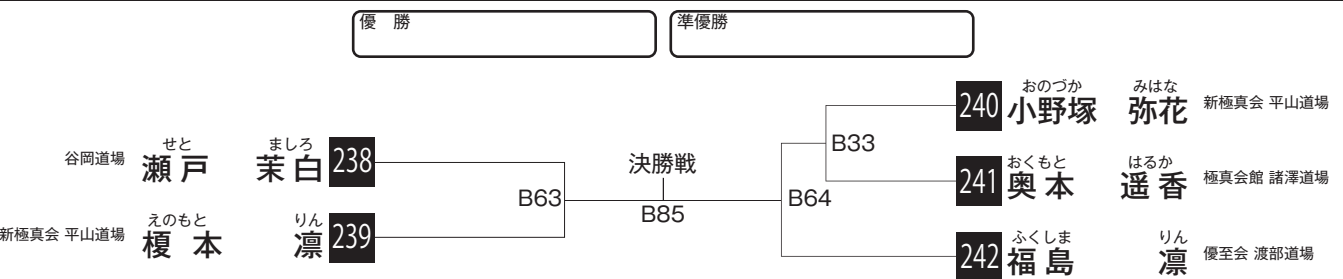 優　勝
準優勝
せと　ましろ
谷岡道場 瀬戸　茉白 238
えのもと　りん
新極真会 平山道場 榎本　凛 239
B63
決勝戦
B85
B33
B64
おのづか　みはな
240 小野塚　弥花 新極真会 平山道場
おくもと　はるか
241 奥本　遥香 極真会館 諸澤道場
ふくしま　りん
242 福島　凛 優至会 渡部道場